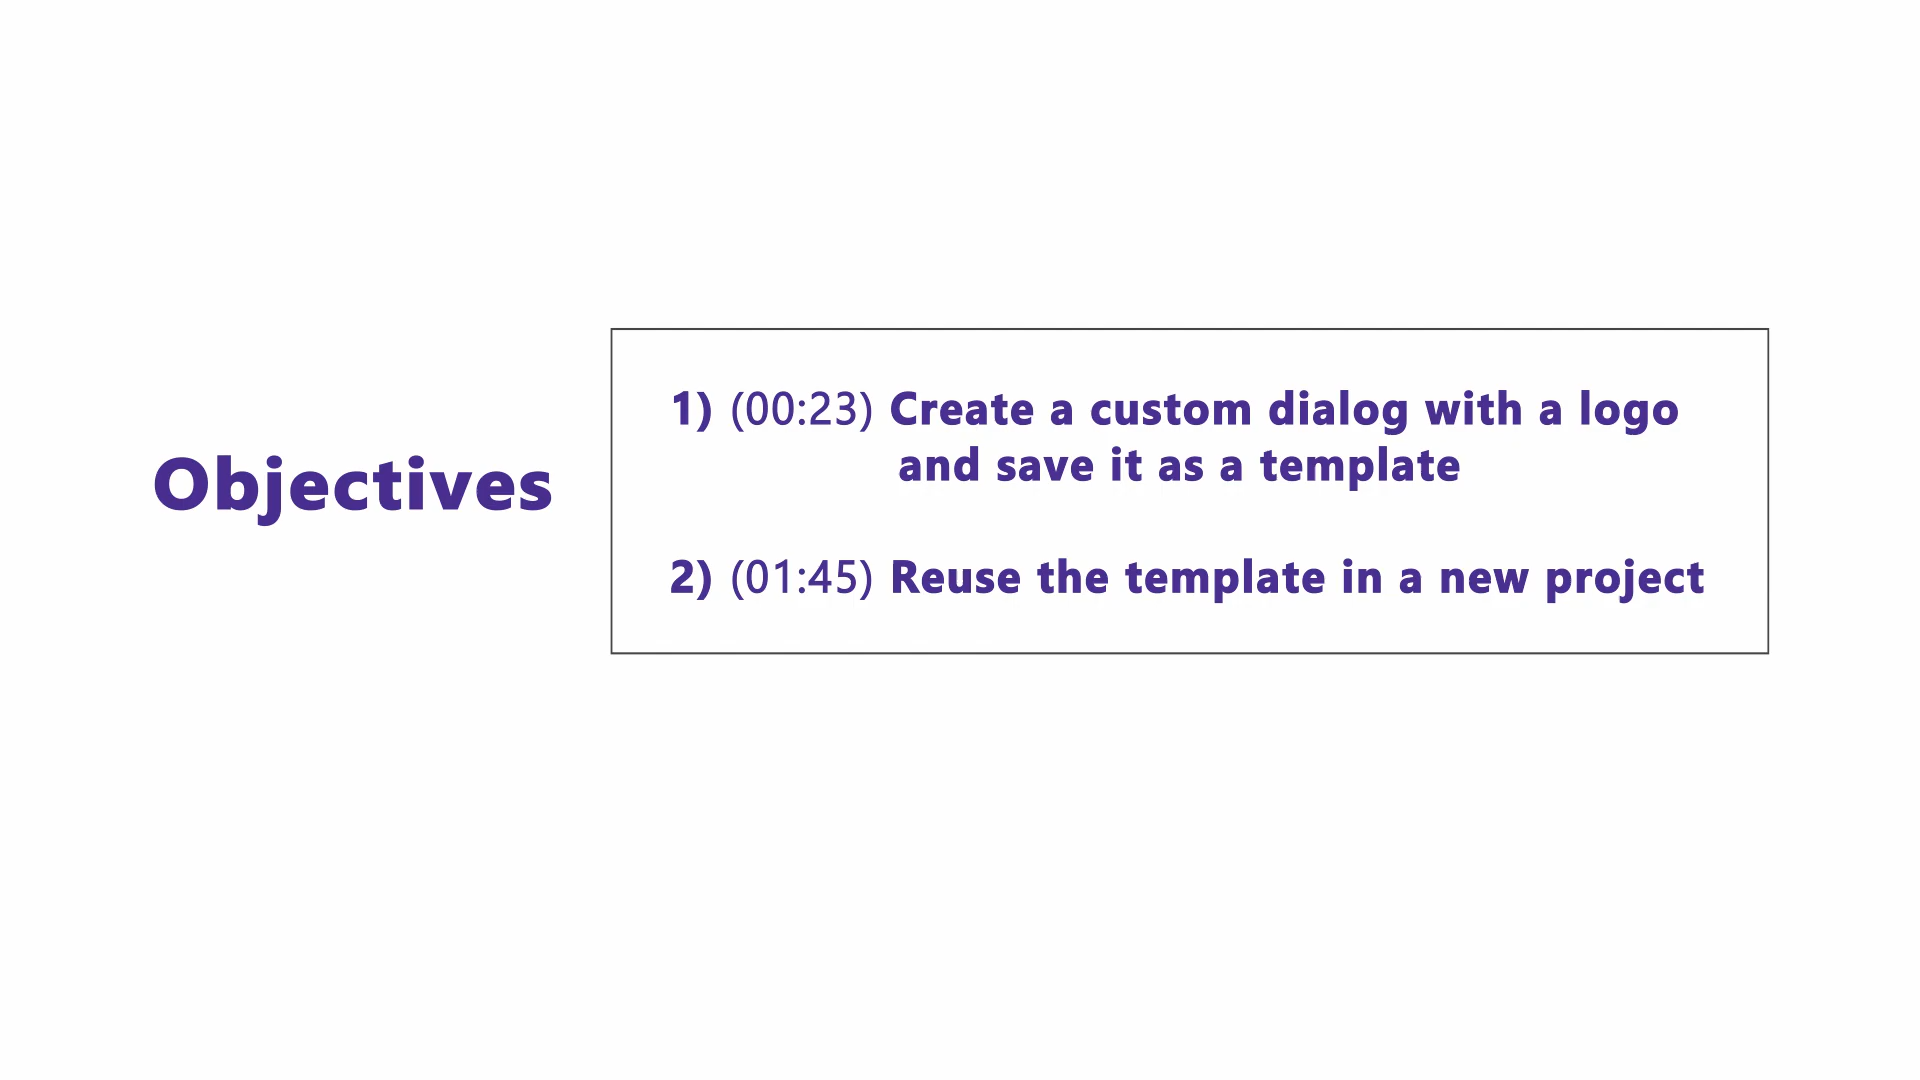 Objectives
1) (00:23) Create a custom dialog with a logo
and save it as a template
2) (01:45) Reuse the template in a new project